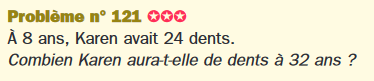 Problème n° 121 ✪✪✪
À 8 ans, Karen avait 24 dents.
Combien Karen aura-t-elle de dents à 32 ans ?